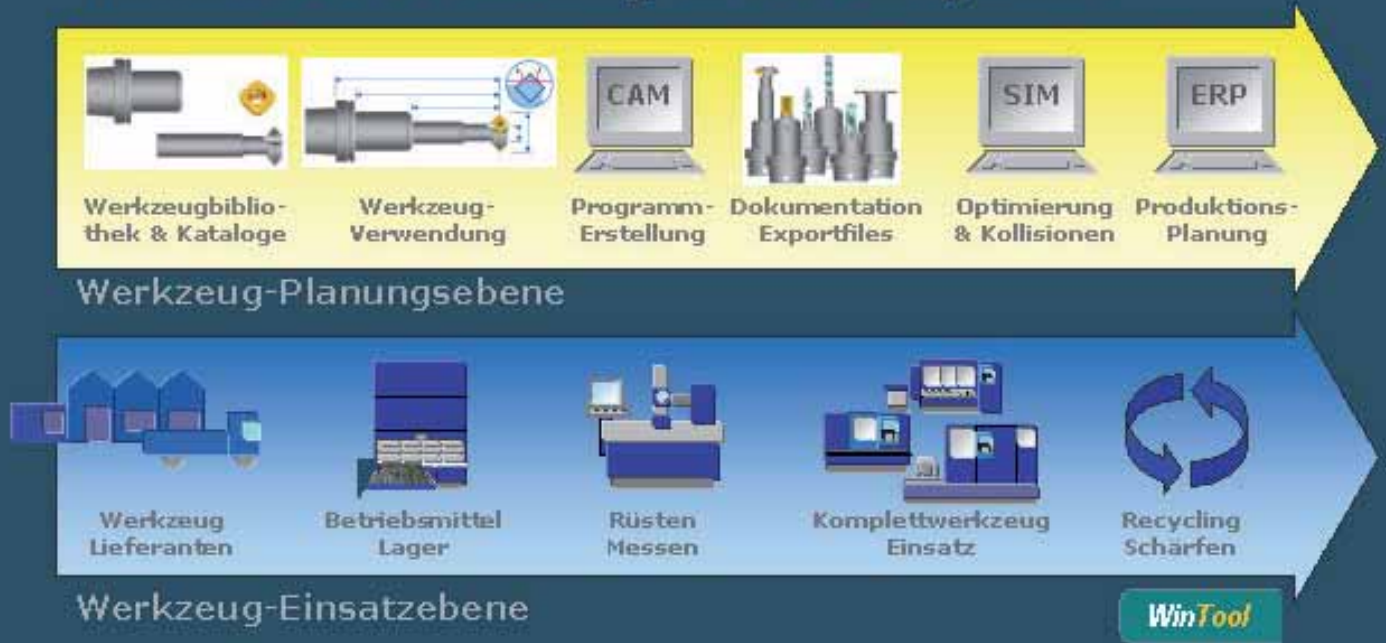 CAM
SIM
ERP
Werkzeugbiblio-
thek & Kataloge
Werkzeug-
Verwendung
Programm-
Erstellung
Dokumentation
Exportfiles
Optimierung
& Kollisionen
Produktions-
Planung
Werkzeug-Planungsebene
Werkzeug
Lieferanten
Betriebsmittel
Lager
Rüsten
Messen
Komplettwerkzeug
Einsatz
Recycling
Schärfen
Werkzeug-Einsatzebene
WinTool